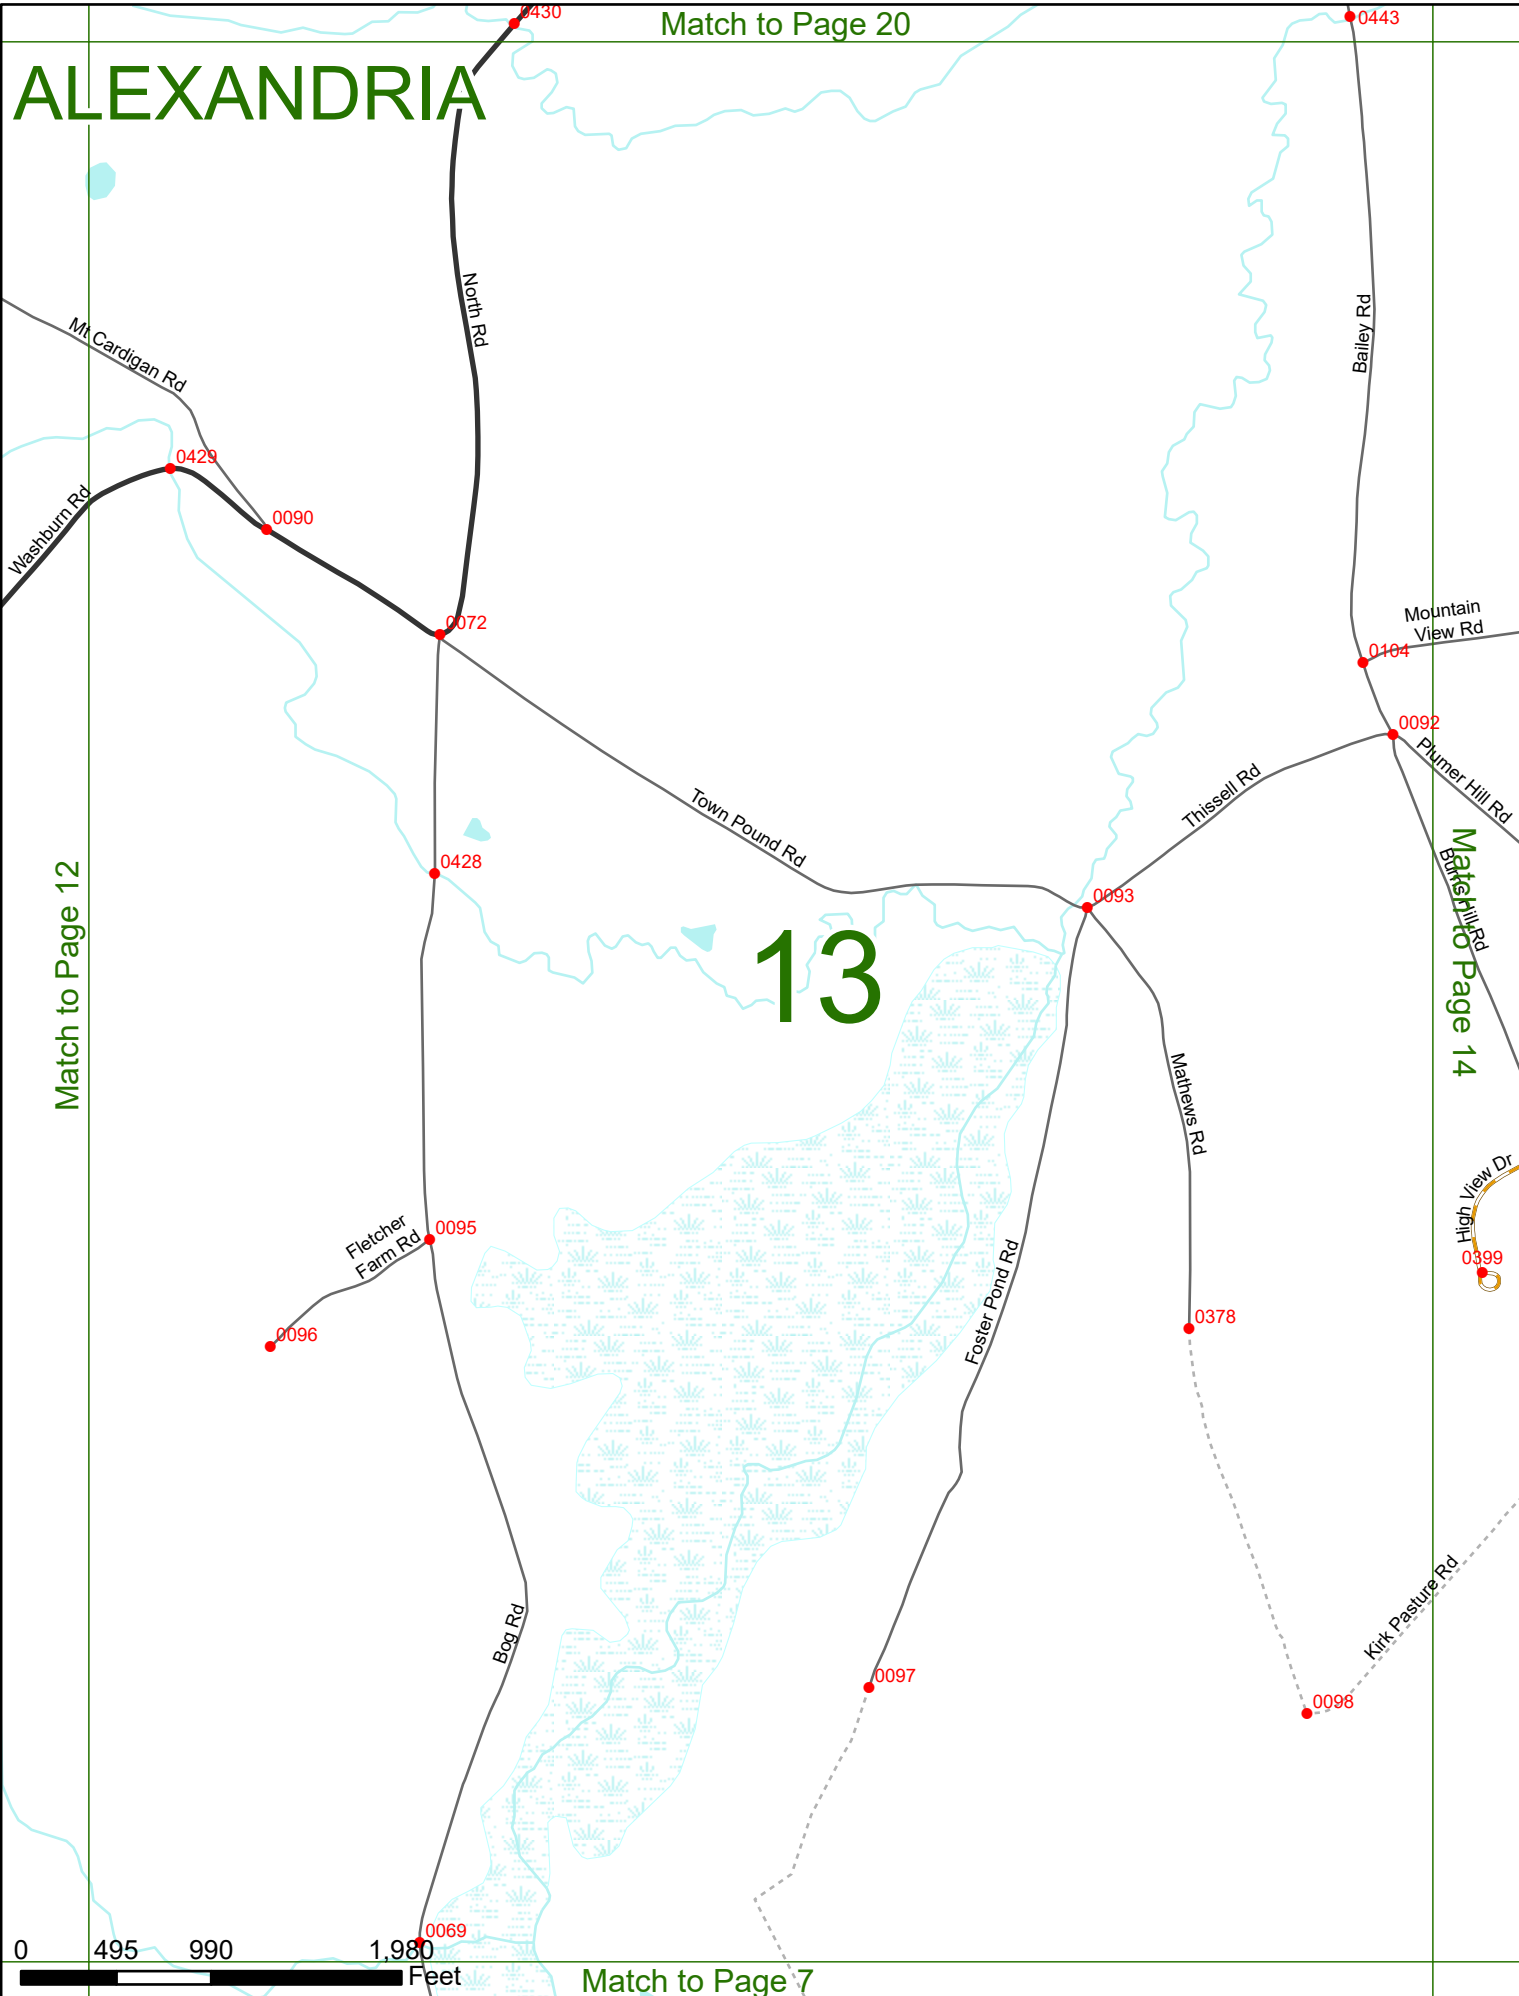 0430
Match to Page 20
0443
ALEXANDRIA
North Rd
Bailey Rd
Mt Cardigan Rd
0429
Washburn Rd
0090
0072
Mountain
View Rd
0104
0092
Plumer Hill Rd
Thissell Rd
Town Pound Rd
Burns Hill Rd
Match to Page 14
0428
Match to Page 12
0093
13
Mathews Rd
High View Dr
0399
Fletcher
Farm Rd
0095
0096
Foster Pond Rd
0378
Bog Rd
Kirk Pasture Rd
0097
0098
0069
0 495 990 1,980
Feet
Match to Page 7